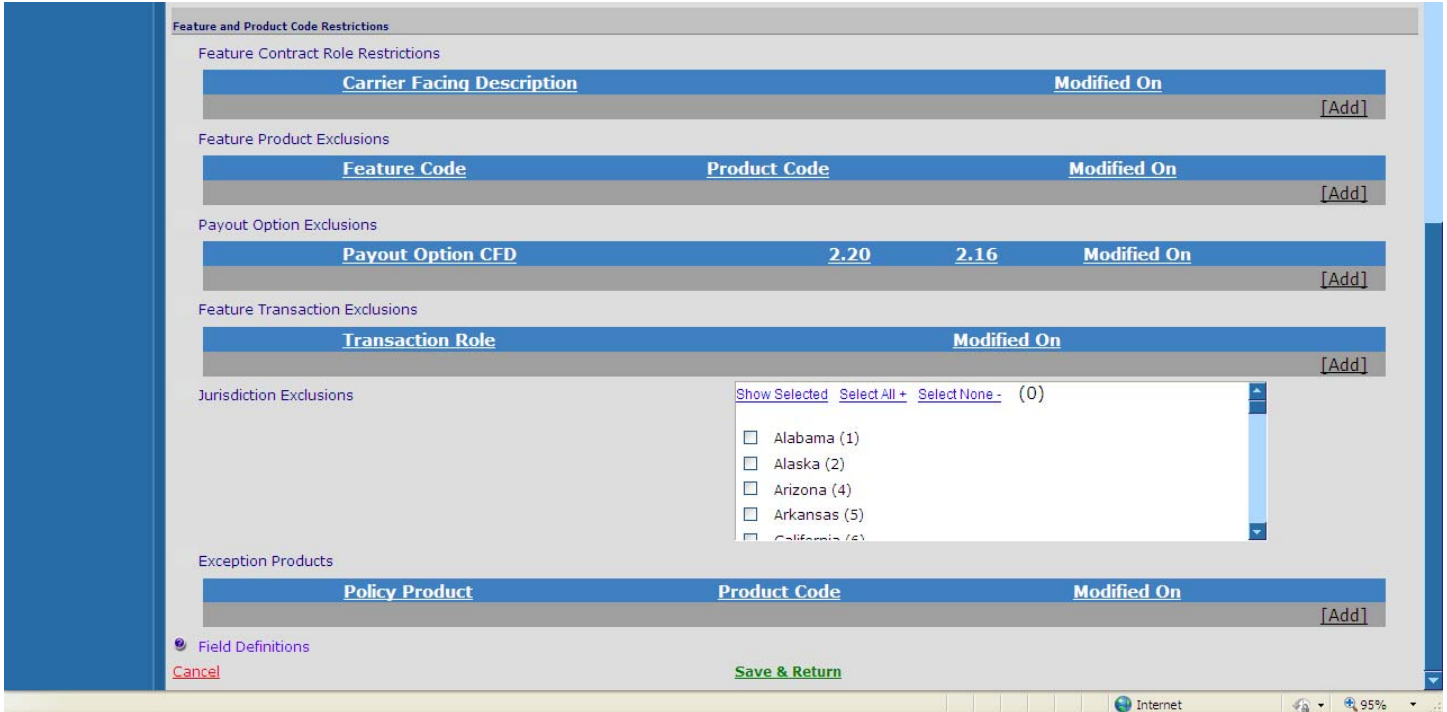 Feature and Product Code Restrictions
Feature Contract Role Restrictions
Carrier Facing Description Modified On
[Add]
Feature Product Exclusions
Feature Code Product Code Modified On
[Add]
Payout Option Exclusions
Payout Option CFD 2.20 2.16 Modified On
[Add]
Feature Transaction Exclusions
Transaction Role Modified On
[Add]
Jurisdiction Exclusions
Show Selected Select All + Select None - (0)
Alabama (1)
Alaska (2)
Arizona (4)
Arkansas (5)
California (6)
Exception Products
Policy Product Product Code Modified On
[Add]
Field Definitions
Cancel Save & Return
Internet 95%